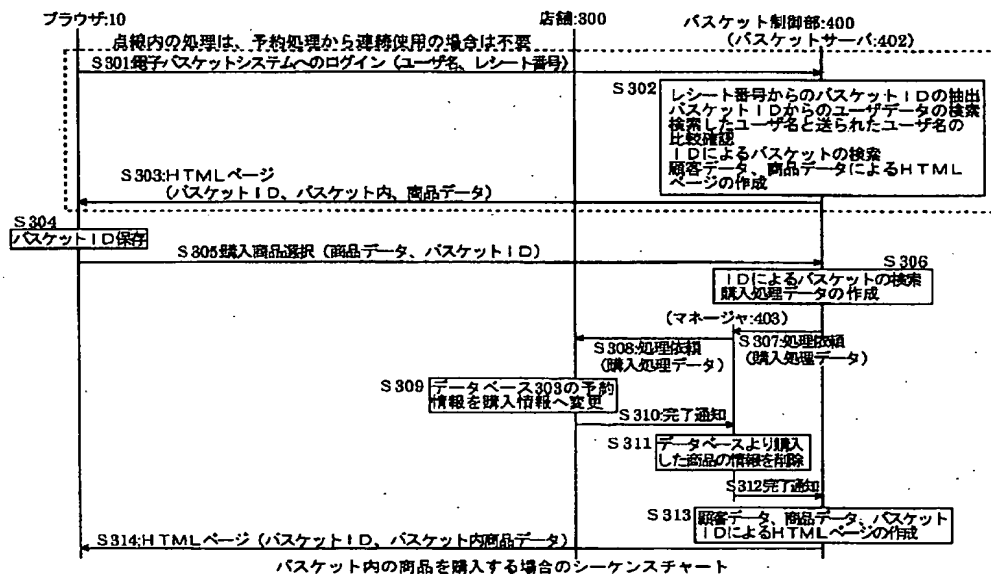 ブラウザ:10
店舗:300
バスケット制御部:400
(バスケットサーバ:402)
点線内の処理は、予約処理から連続使用の場合は不要
S301:電子バスケットシステムへのログイン(ユーザ名、レシート番号)
S302
レシート番号からのバスケットIDの抽出
バスケットIDからのユーザデータの検索
検索したユーザ名と送られたユーザ名の
比較確認
IDによるバスケットの検索
顧客データ、商品データによるHTML
ページの作成
S303:HTMLページ
(バスケットID、バスケット内、商品データ)
S304
バスケットID保存
S305:購入商品選択(商品データ、バスケットID)
S306
IDによるバスケットの検索
購入処理データの作成
(マネージャ:403)
S307:処理依頼
(購入処理データ)
S308:処理依頼
(購入処理データ)
S309
データベース303の予約
情報を購入情報へ変更
S310:完了通知
S311
データベースより購入
した商品の情報を削除
S312完了通知
S313
顧客データ、商品データ、バスケット
IDによるHTMLページの作成
S314:HTMLページ(バスケットID、バスケット内商品データ)
バスケット内の商品を購入する場合のシーケンスチャート